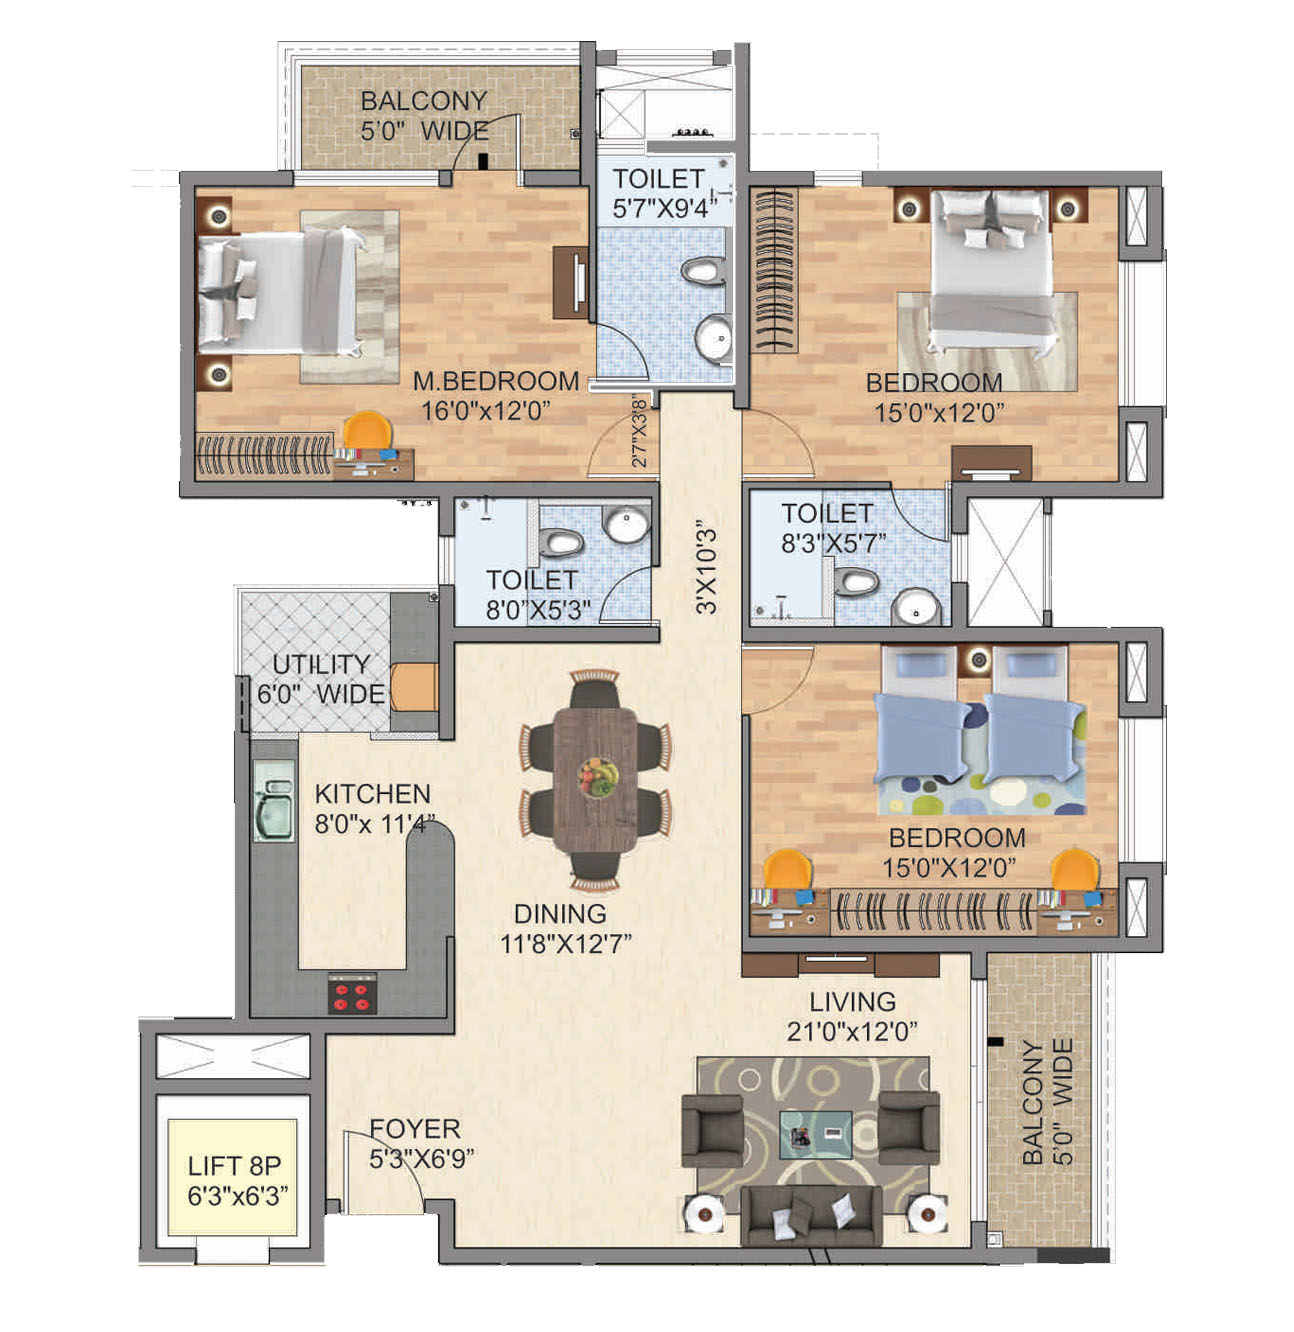 BALCONY
5'0" WIDE
TOILET
5'7"X9'4”
M.BEDROOM
16'0"x12'0”
2'7"X3'8”
BEDROOM
15'0"x12'0”
TOILET
8'0”X5'3"
3'X10'3”
TOILET
8'3"X5'7”
UTILITY
6'0" WIDE
KITCHEN
8'0"x 11'4”
DINING
11'8"X12'7”
BEDROOM
15'0"X12'0”
LIVING
21'0"x12'0”
BALCONY
5'0" WIDE
FOYER
5'3"X6'9”
LIFT 8P
6'3"x6'3”